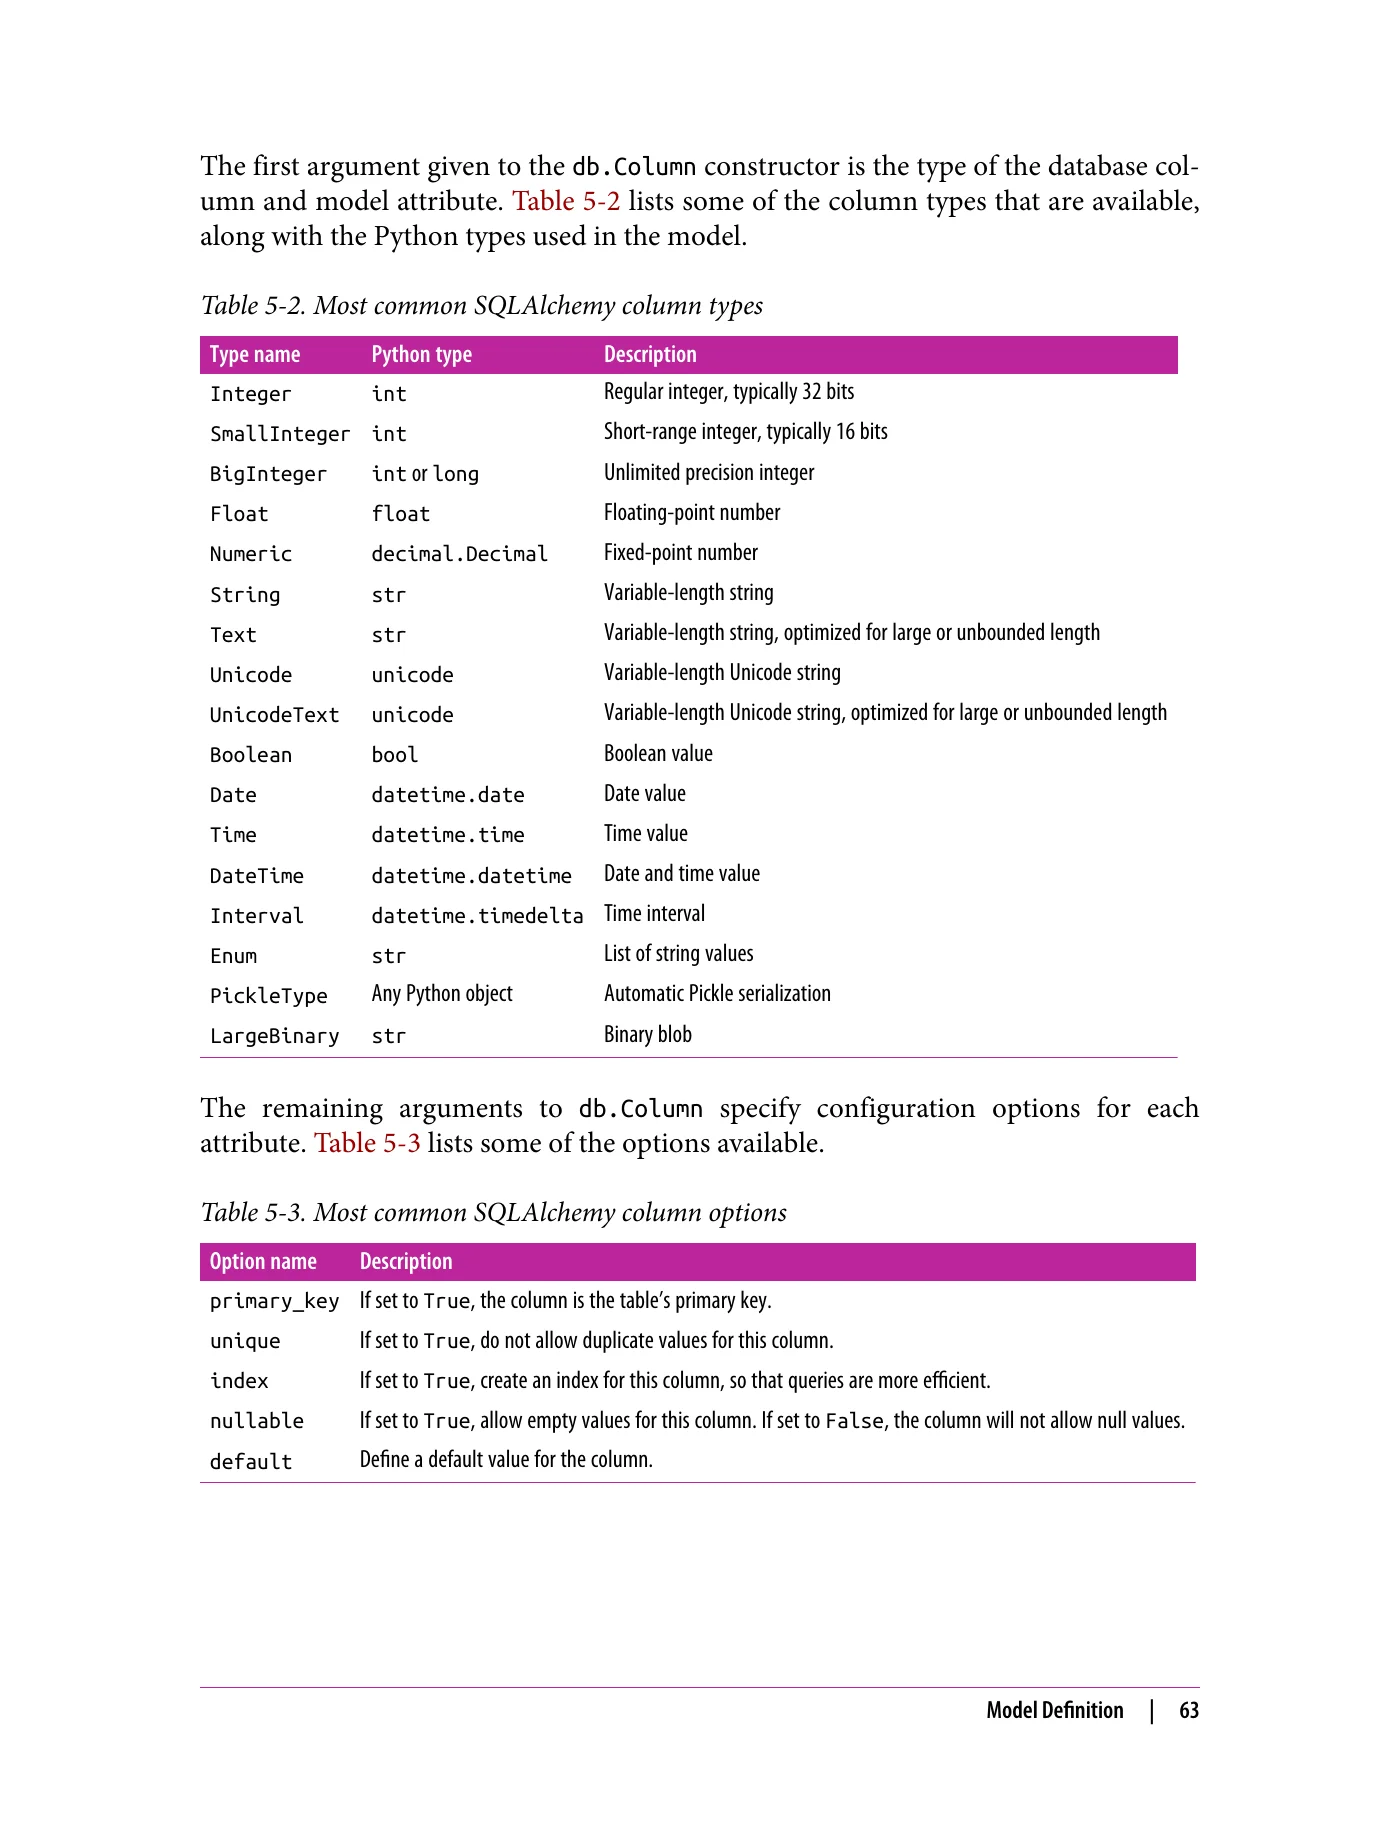 The first argument given to the db.Column constructor is the type of the database col-
umn and model attribute. Table 5-2 lists some of the column types that are available,
along with the Python types used in the model.
Table 5-2. Most common SQLAlchemy column types
Type name Python type Description
Integer int Regular integer, typically 32 bits
SmallInteger int Short-range integer, typically 16 bits
BigInteger int or long Unlimited precision integer
Float float Floating-point number
Numeric decimal.Decimal Fixed-point number
String str Variable-length string
Text str Variable-length string, optimized for large or unbounded length
Unicode unicode Variable-length Unicode string
UnicodeText unicode Variable-length Unicode string, optimized for large or unbounded length
Boolean bool Boolean value
Date datetime.date Date value
Time datetime.time Time value
DateTime datetime.datetime Date and time value
Interval datetime.timedelta Time interval
Enum str List of string values
PickleType Any Python object Automatic Pickle serialization
LargeBinary str Binary blob
The remaining arguments to db.Column specify configuration options for each
attribute. Table 5-3 lists some of the options available.
Table 5-3. Most common SQLAlchemy column options
Option name Description
primary_key If set to True, the column is the table’s primary key.
unique If set to True, do not allow duplicate values for this column.
index If set to True, create an index for this column, so that queries are more efficient.
nullable If set to True, allow empty values for this column. If set to False, the column will not allow null values.
default Define a default value for the column.
Model Definition | 63